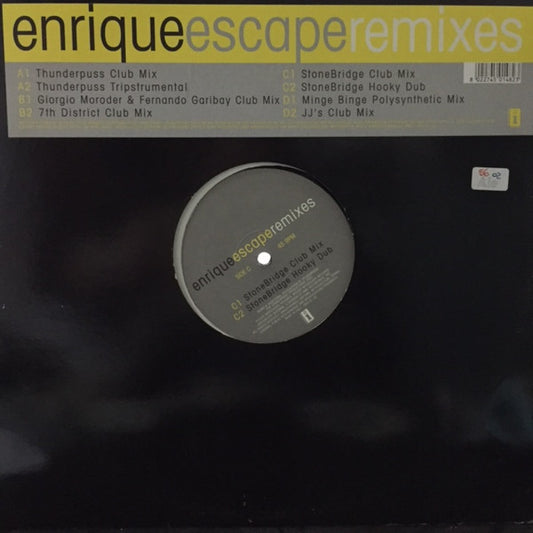 enriqueescaperemixes
A1 Thunderpuss Club Mix
A2 Thunderpuss Tripstrumental
B1 Giorgio Moroder & Fernando Garibay Club Mix
B2 7th District Club Mix
C1 StoneBridge Club Mix
C2 StoneBridge Hooky Dub
D1 Minge Binge Polysynthetic Mix
D2 JJ's Club Mix
enriqueescaperemixes
SIDE C
45 RPM
C1 StoneBridge Club Mix
C2 StoneBridge Hooky Dub